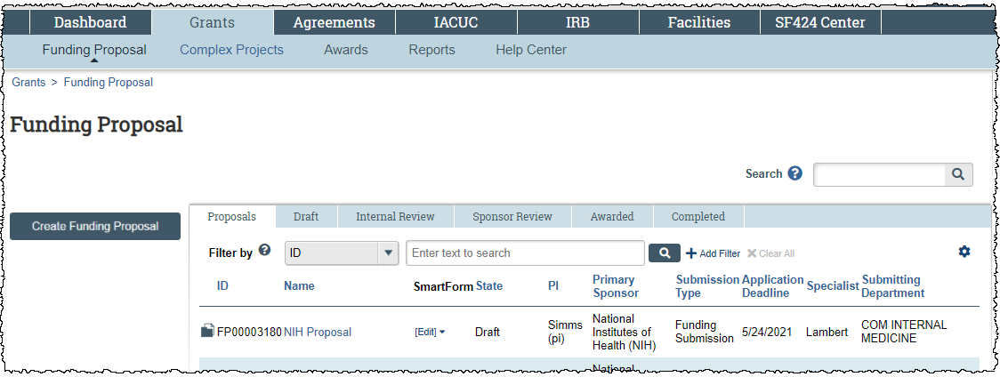 Dashboard Grants Agreements IACUC IRB Facilities SF424 Center
Funding Proposal Complex Projects Awards Reports Help Center
Grants > Funding Proposal
Funding Proposal
Search ?
Create Funding Proposal
Proposals Draft Internal Review Sponsor Review Awarded Completed
Filter by ? ID Enter text to search Add Filter Clear All
ID Name SmartForm State PI Primary Sponsor Submission Type Application Deadline Specialist Submitting Department
FP00003180 NIH Proposal [Edit] Draft Simms (pi) National Institutes of Health (NIH) Funding Submission 5/24/2021 Lambert COM INTERNAL MEDICINE
National